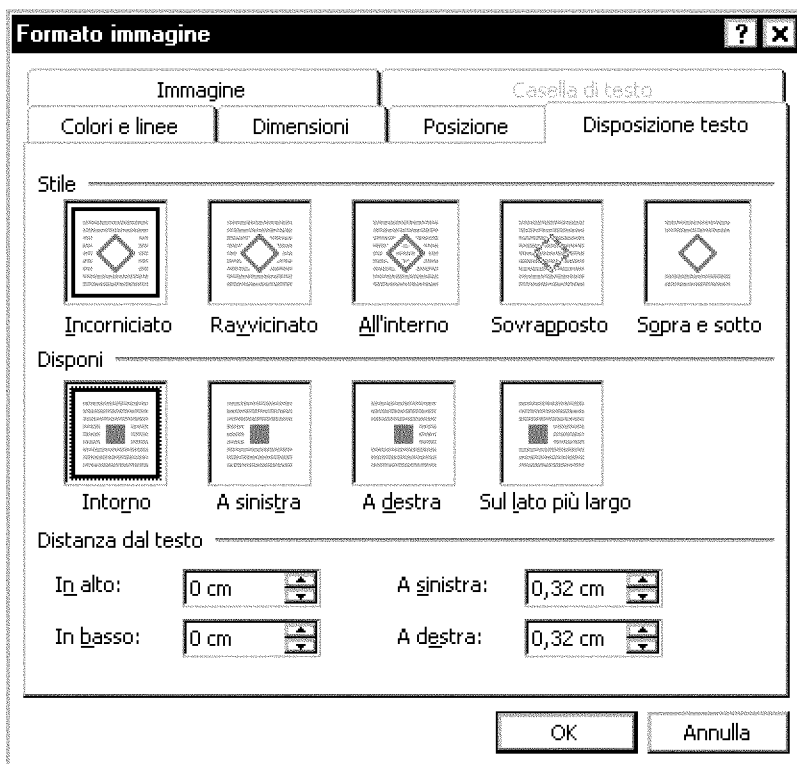 Formato immagine
Immagine Casella di testo
Colori e linee Dimensioni Posizione Disposizione testo
Stile
Incorniciato Ravvicinato All'interno Sovrapposto Sopra e sotto
Disponi
Intorno A sinistra A destra Sul lato più largo
Distanza dal testo
In alto: 0 cm A sinistra: 0,32 cm
In basso: 0 cm A destra: 0,32 cm
OK Annulla